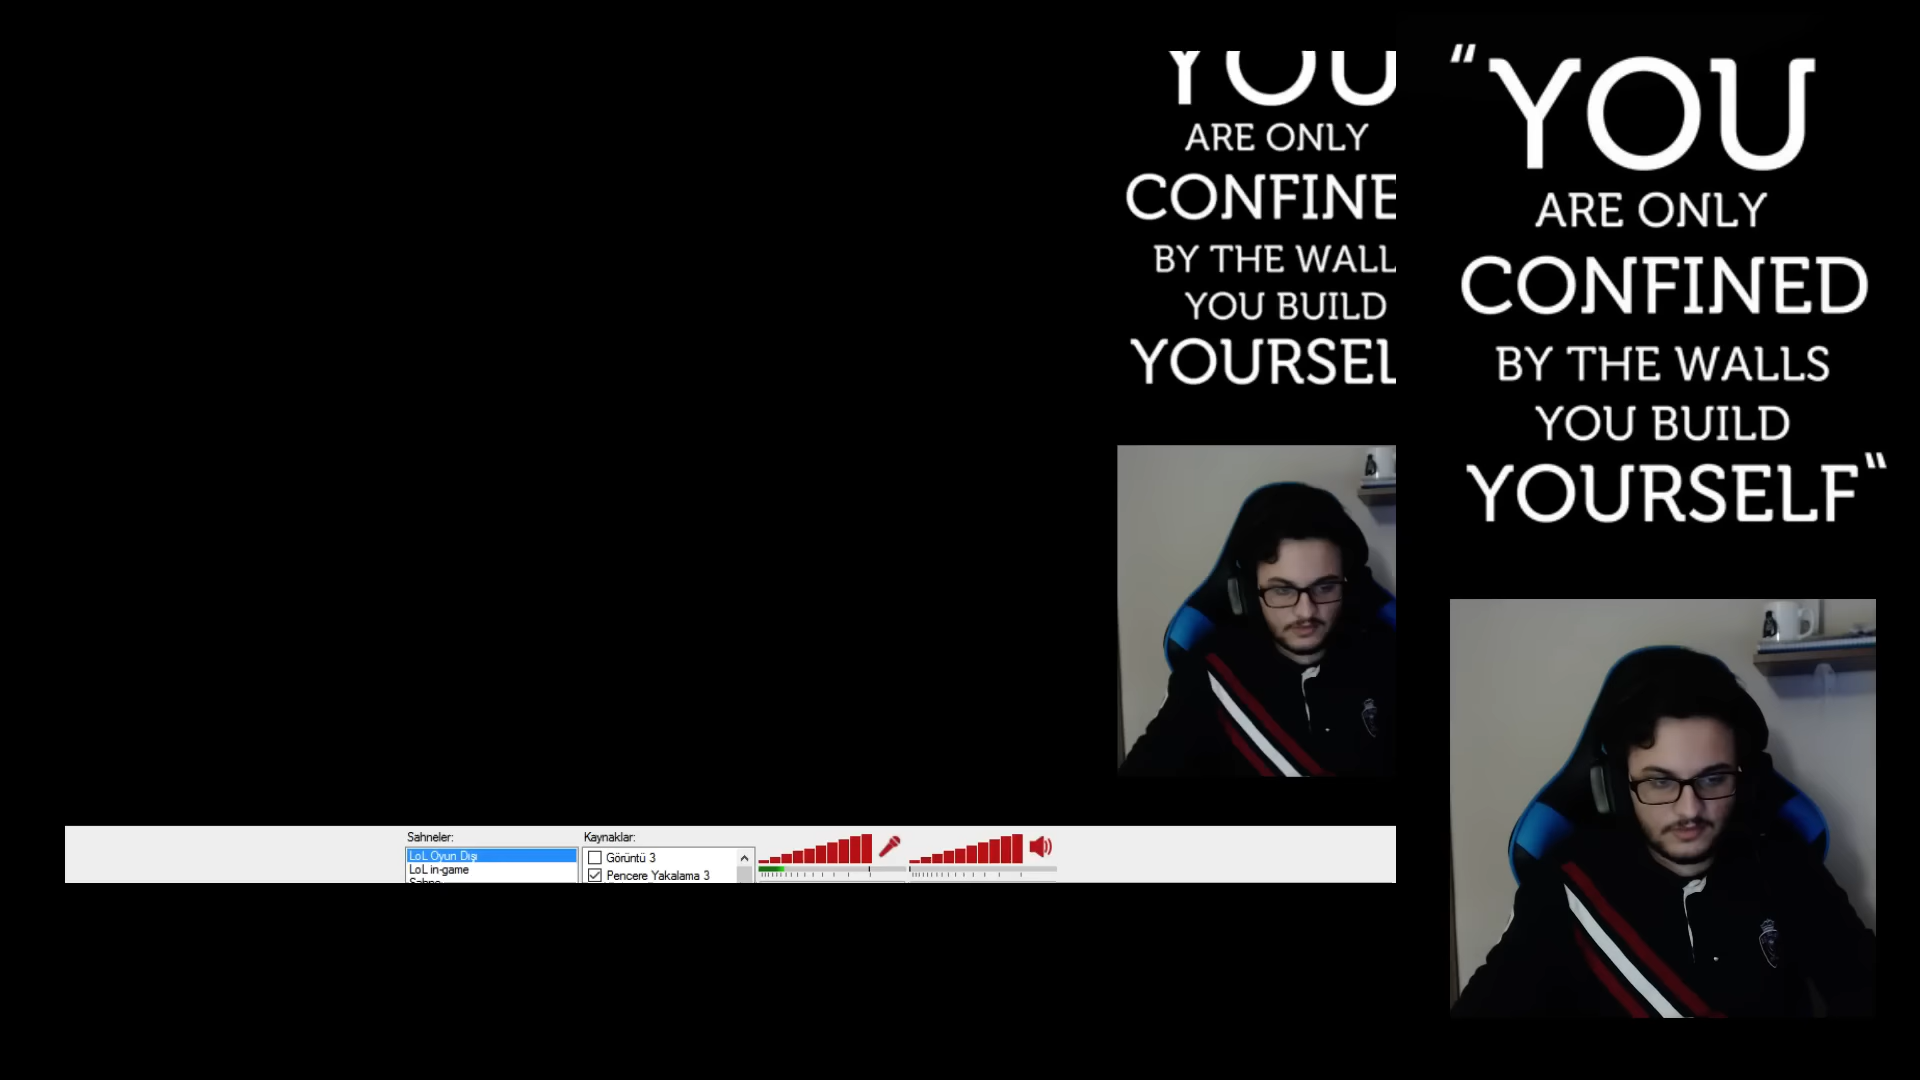 YOU
ARE ONLY
CONFINE
BY THE WALL
YOU BUILD
YOURSEL
"YOU
ARE ONLY
CONFINED
BY THE WALLS
YOU BUILD
YOURSELF"
Sahneler:
LoL Oyun Dışı
LoL in-game
Sahne
Kaynaklar:
Görüntü 3
Pencere Yakalama 3